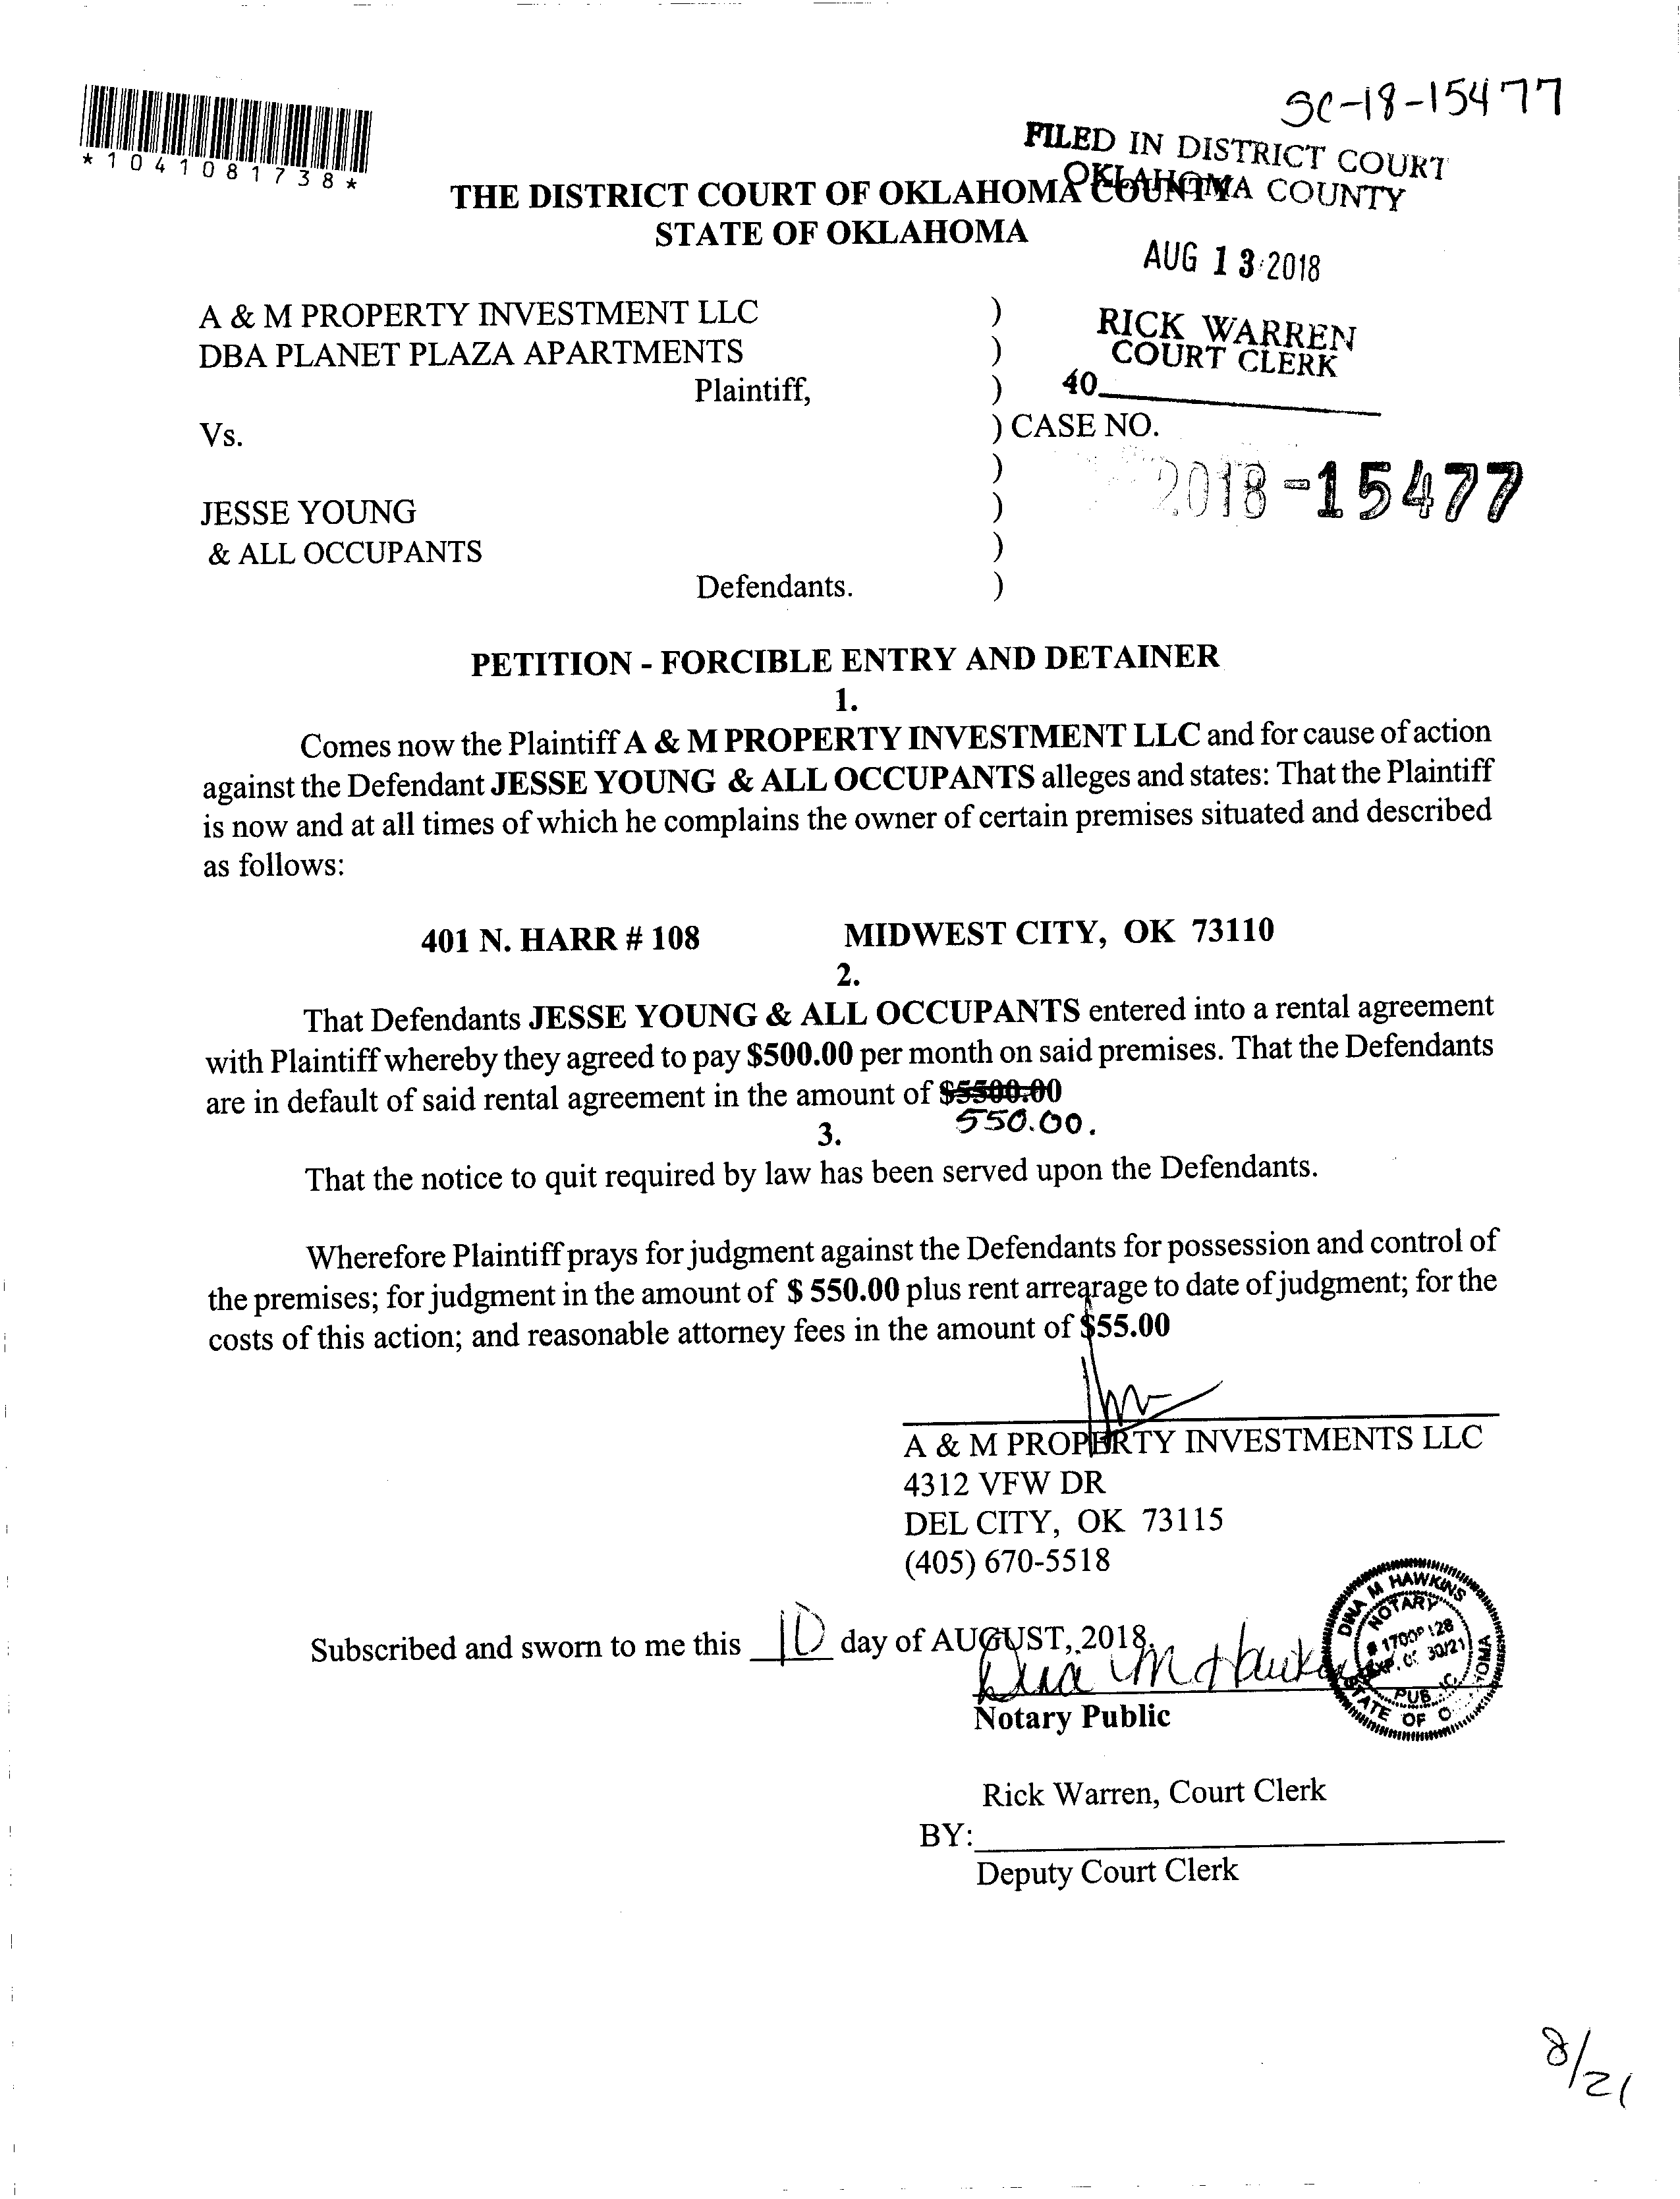 SC-18-15477
*1041081738*
FILED IN DISTRICT COURT
OKLAHOMA COUNTY
THE DISTRICT COURT OF OKLAHOMA COUNTY
STATE OF OKLAHOMA
AUG 13 2018
A & M PROPERTY INVESTMENT LLC )
RICK WARREN
DBA PLANET PLAZA APARTMENTS )
COURT CLERK
Plaintiff, )
40
Vs. ) CASE NO.
)
2018-15477
JESSE YOUNG )
& ALL OCCUPANTS )
Defendants. )
PETITION - FORCIBLE ENTRY AND DETAINER
1.
Comes now the Plaintiff A & M PROPERTY INVESTMENT LLC and for cause of action
against the Defendant JESSE YOUNG & ALL OCCUPANTS alleges and states: That the Plaintiff
is now and at all times of which he complains the owner of certain premises situated and described
as follows:
401 N. HARR # 108 MIDWEST CITY, OK 73110
2.
That Defendants JESSE YOUNG & ALL OCCUPANTS entered into a rental agreement
with Plaintiff whereby they agreed to pay $500.00 per month on said premises. That the Defendants
are in default of said rental agreement in the amount of $5500.00
550.00.
3.
That the notice to quit required by law has been served upon the Defendants.
Wherefore Plaintiff prays for judgment against the Defendants for possession and control of
the premises; for judgment in the amount of $ 550.00 plus rent arrearage to date of judgment; for the
costs of this action; and reasonable attorney fees in the amount of $55.00
A & M PROPERTY INVESTMENTS LLC
4312 VFW DR
DEL CITY, OK 73115
(405) 670-5518
DINA M HAWKINS
NOTARY
30/21
STATE OF
Subscribed and sworn to me this 10 day of AUGUST, 2018.
Dina M Hawkins
Notary Public
Rick Warren, Court Clerk
BY:
Deputy Court Clerk
8/21